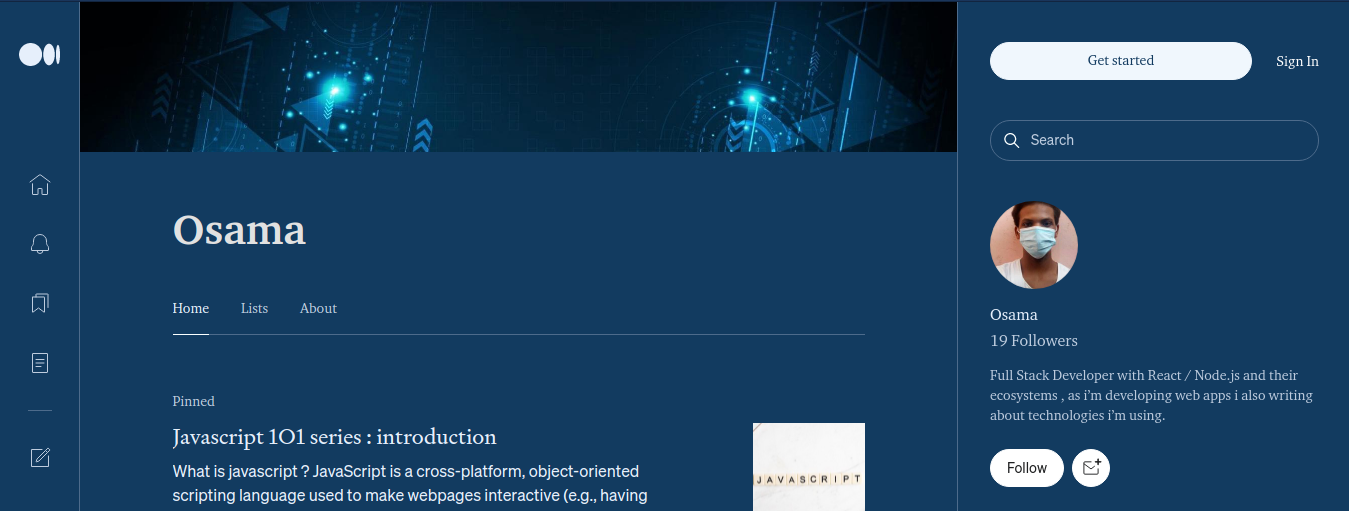 Get started
Sign In
Search
Osama
Home Lists About
Pinned
Javascript 101 series : introduction
What is javascript ? JavaScript is a cross-platform, object-oriented
scripting language used to make webpages interactive (e.g., having
JAVASCRIPT
Osama
19 Followers
Full Stack Developer with React / Node.js and their
ecosystems , as i’m developing web apps i also writing
about technologies i’m using.
Follow